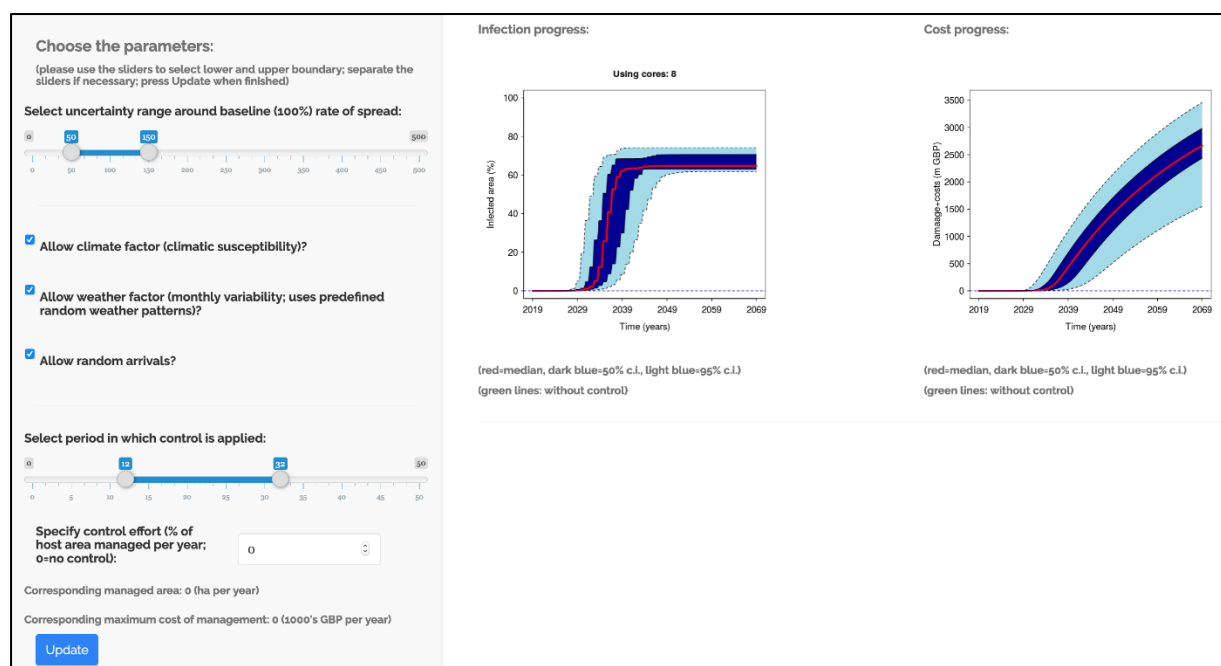 Choose the parameters:
(please use the sliders to select lower and upper boundary; separate the
sliders if necessary; press Update when finished)
Select uncertainty range around baseline (100%) rate of spread:
0 50 150 500
0 50 100 150 200 250 300 350 400 450 500
Allow climate factor (climatic susceptibility)?
Allow weather factor (monthly variability; uses predefined
random weather patterns)?
Allow random arrivals?
Select period in which control is applied:
0 12 32 50
0 5 10 15 20 25 30 35 40 45 50
Specify control effort (% of
host area managed per year;
0=no control):
0
Corresponding managed area: 0 (ha per year)
Corresponding maximum cost of management: 0 (1000's GBP per year)
Update
Infection progress:
Using cores: 8
Infected area (%)
100
80
60
40
20
0
2019 2029 2039 2049 2059 2069
Time (years)
(red=median, dark blue=50% c.i., light blue=95% c.i.)
(green lines: without control)
Cost progress:
Damaage+costs (m GBP)
3500
3000
2500
2000
1500
1000
500
0
2019 2029 2039 2049 2059 2069
Time (years)
(red=median, dark blue=50% c.i., light blue=95% c.i.)
(green lines: without control)